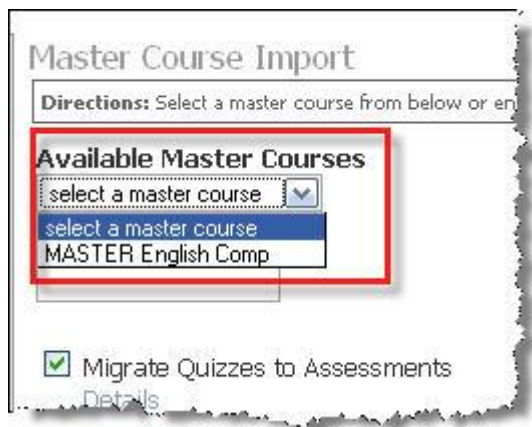 Master Course Import
Directions: Select a master course from below or en
Available Master Courses
select a master course
select a master course
MASTER English Comp
Migrate Quizzes to Assessments
Details